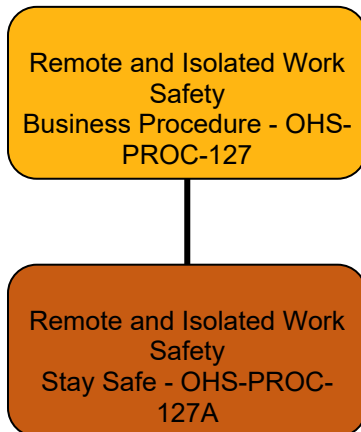 Remote and Isolated Work
Safety
Business Procedure - OHS-
PROC-127
Remote and Isolated Work
Safety
Stay Safe - OHS-PROC-
127A